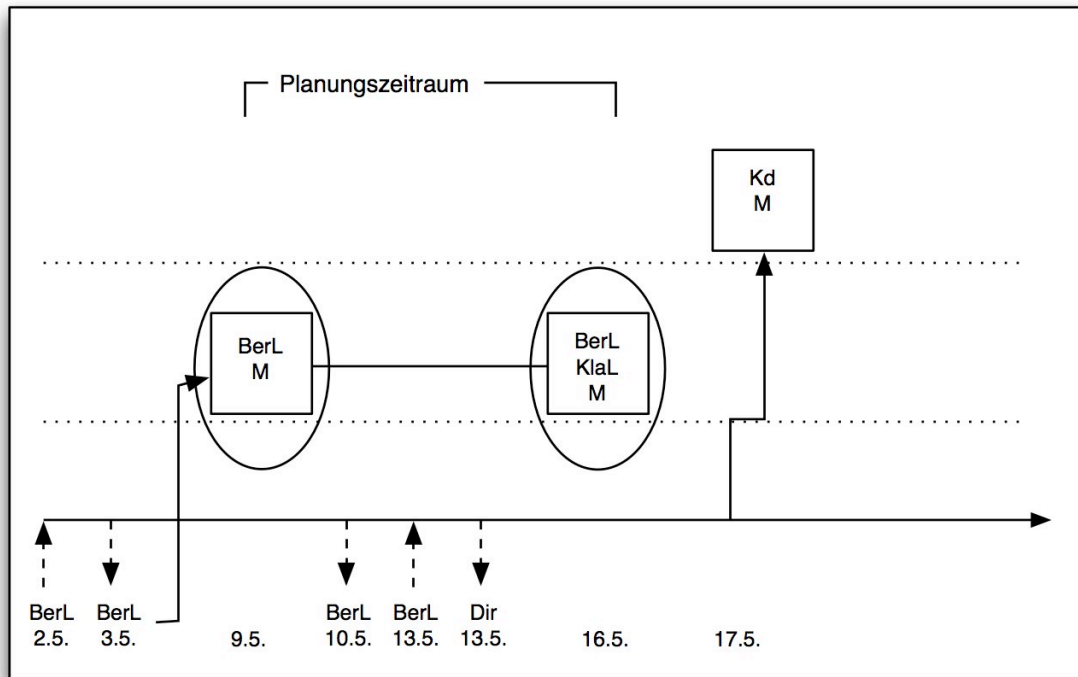 Planungszeitraum
Kd
M
BerL
M
BerL
KlaL
M
BerL BerL BerL BerL Dir
2.5. 3.5. 9.5. 10.5. 13.5. 13.5. 16.5. 17.5.